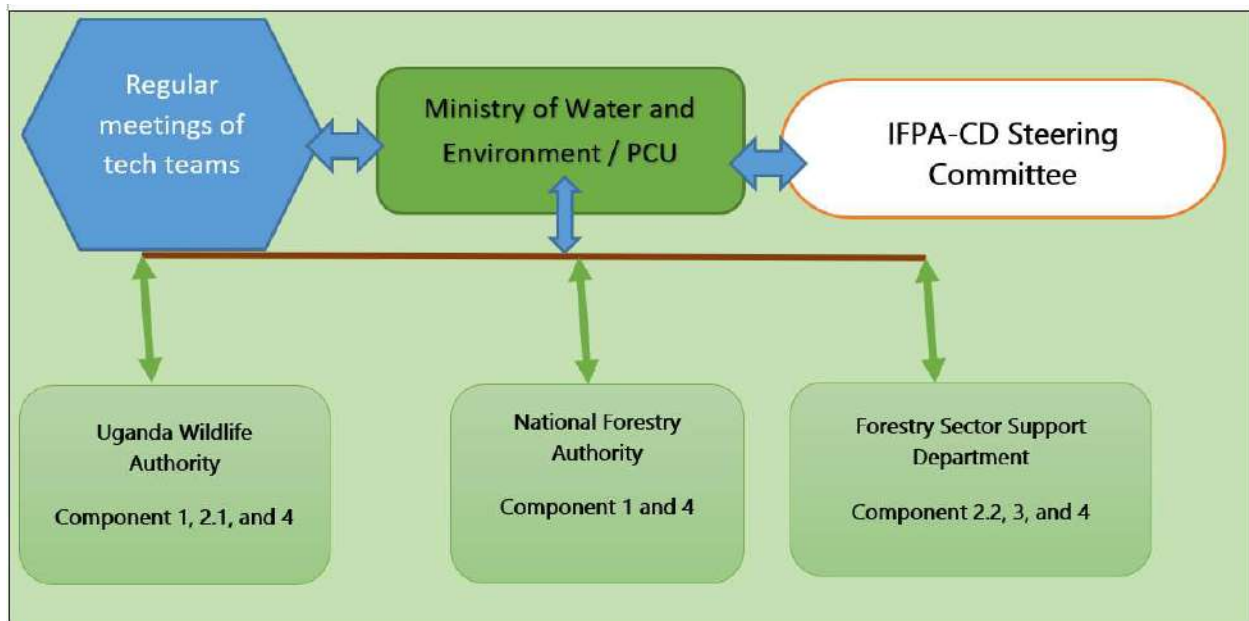 Regular
meetings of
tech teams
Ministry of Water and
Environment / PCU
IFPA-CD Steering
Committee
Uganda Wildlife
Authority
Component 1, 2.1, and 4
National Forestry
Authority
Component 1 and 4
Forestry Sector Support
Department
Component 2.2, 3, and 4